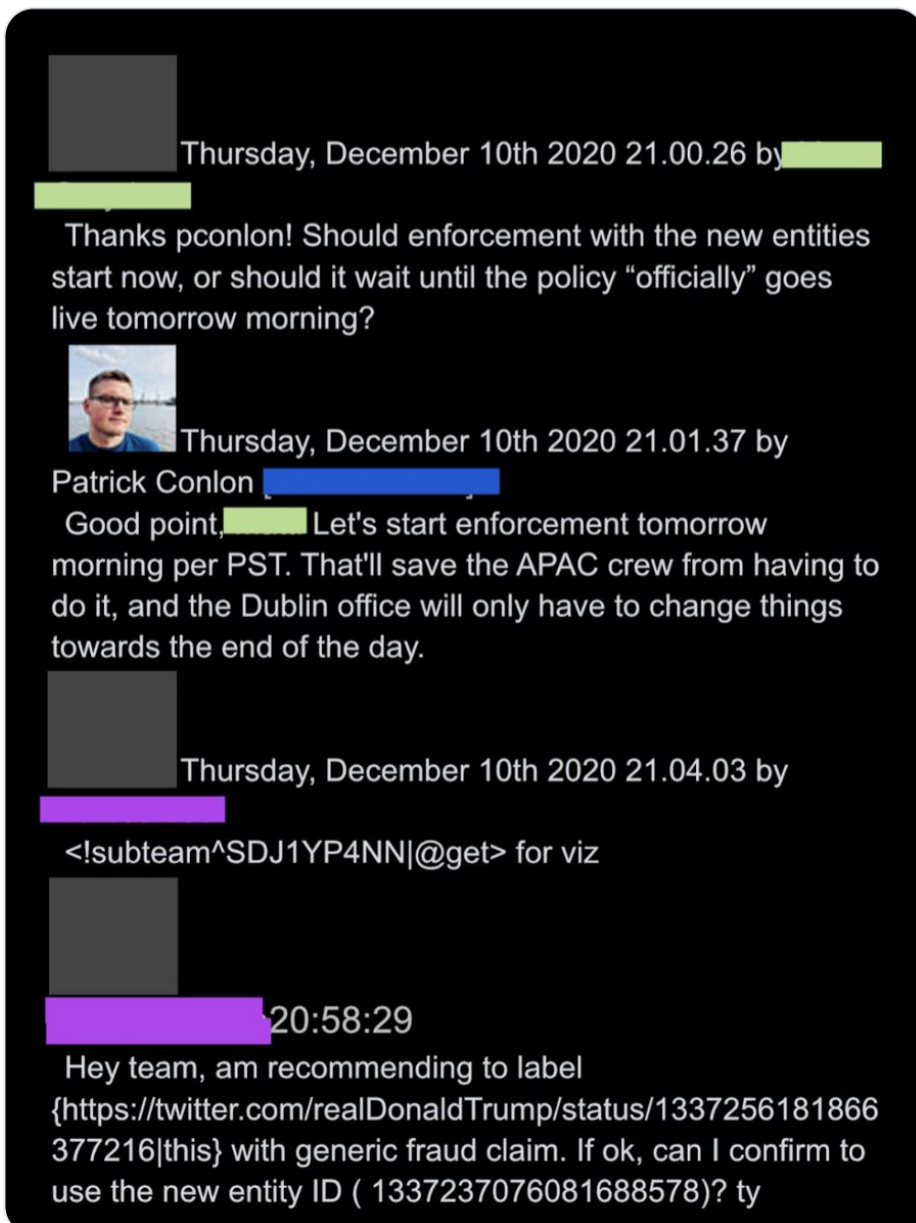 Thursday, December 10th 2020 21.00.26 by
Thanks pconlon! Should enforcement with the new entities
start now, or should it wait until the policy “officially” goes
live tomorrow morning?
Thursday, December 10th 2020 21.01.37 by
Patrick Conlon [ ]
Good point, Let's start enforcement tomorrow
morning per PST. That'll save the APAC crew from having to
do it, and the Dublin office will only have to change things
towards the end of the day.
Thursday, December 10th 2020 21.04.03 by
<!subteam^SDJ1YP4NN|@get> for viz
20:58:29
Hey team, am recommending to label
{https://twitter.com/realDonaldTrump/status/1337256181866
377216|this} with generic fraud claim. If ok, can I confirm to
use the new entity ID ( 1337237076081688578)? ty